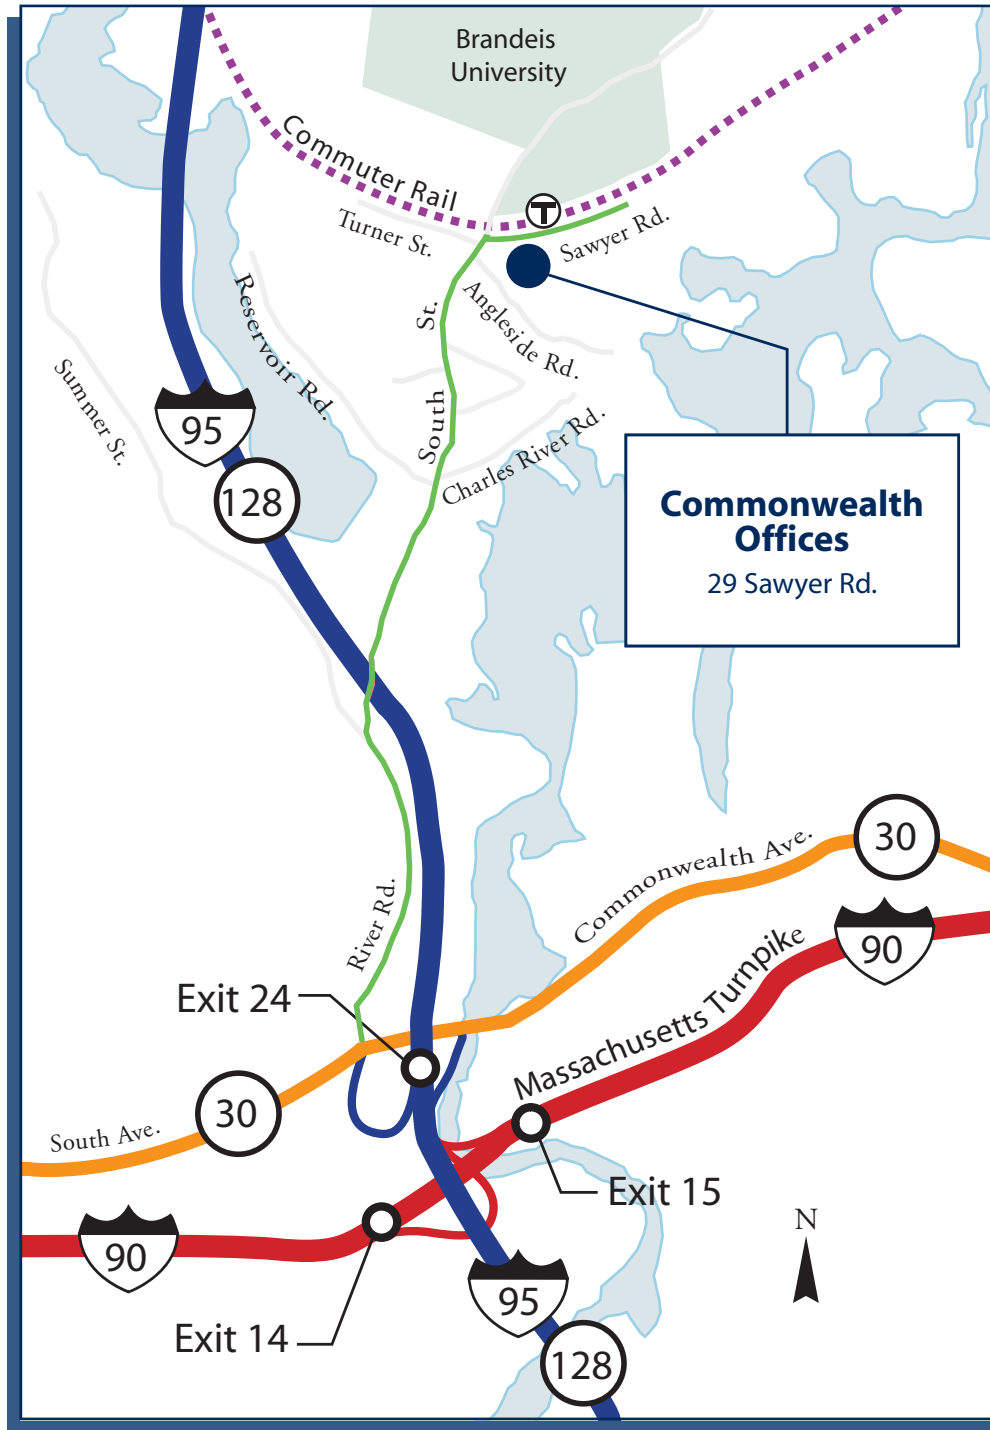 Brandeis
University
Commuter Rail
T
Turner St.
Sawyer Rd.
Reservoir Rd.
St.
Angleside Rd.
Summer St.
95
South
Charles River Rd.
128
Commonwealth
Offices
29 Sawyer Rd.
30
Commonwealth Ave.
River Rd.
90
Massachusetts Turnpike
Exit 24
30
South Ave.
Exit 15
N
90
95
Exit 14
128